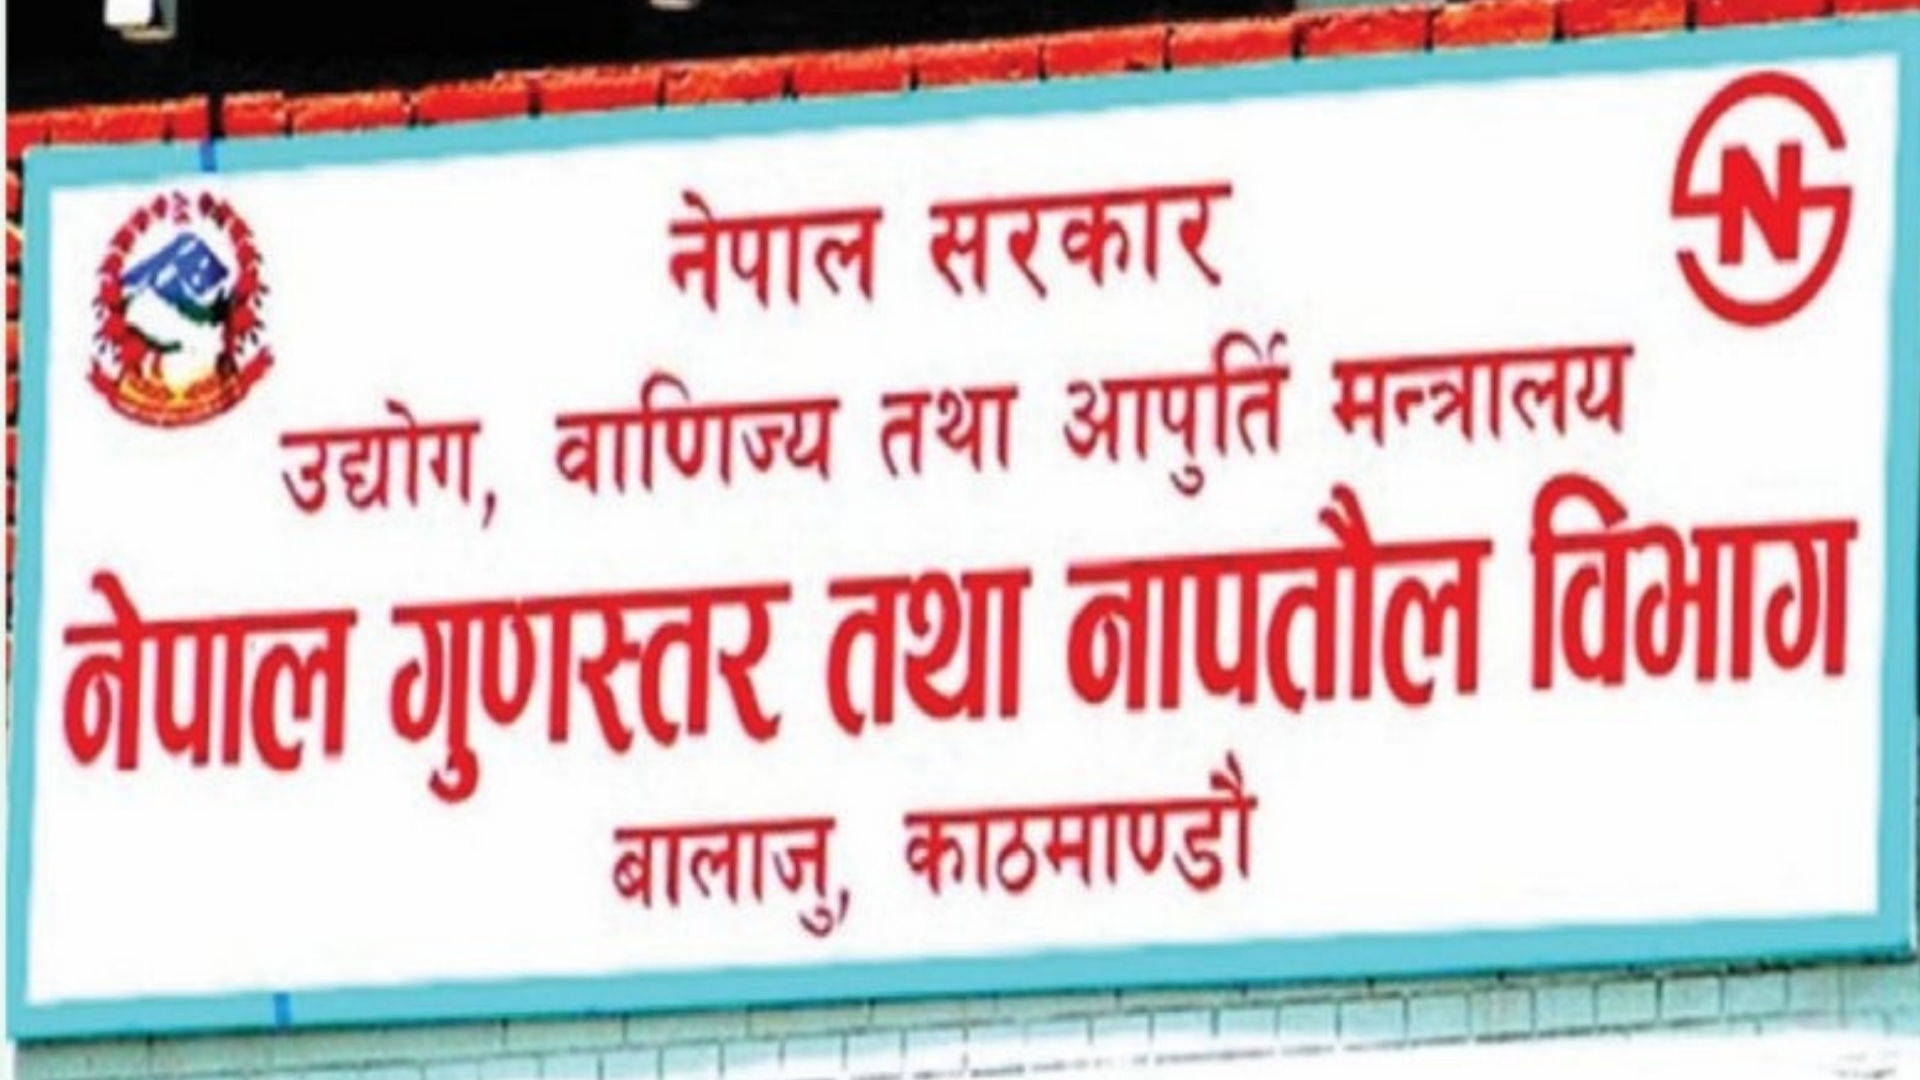 नेपाल सरकार
उद्योग, वाणिज्य तथा आपुर्ति मन्त्रालय
नेपाल गुणस्तर तथा नापतौल विभाग
बालाजु, काठमाण्डौ